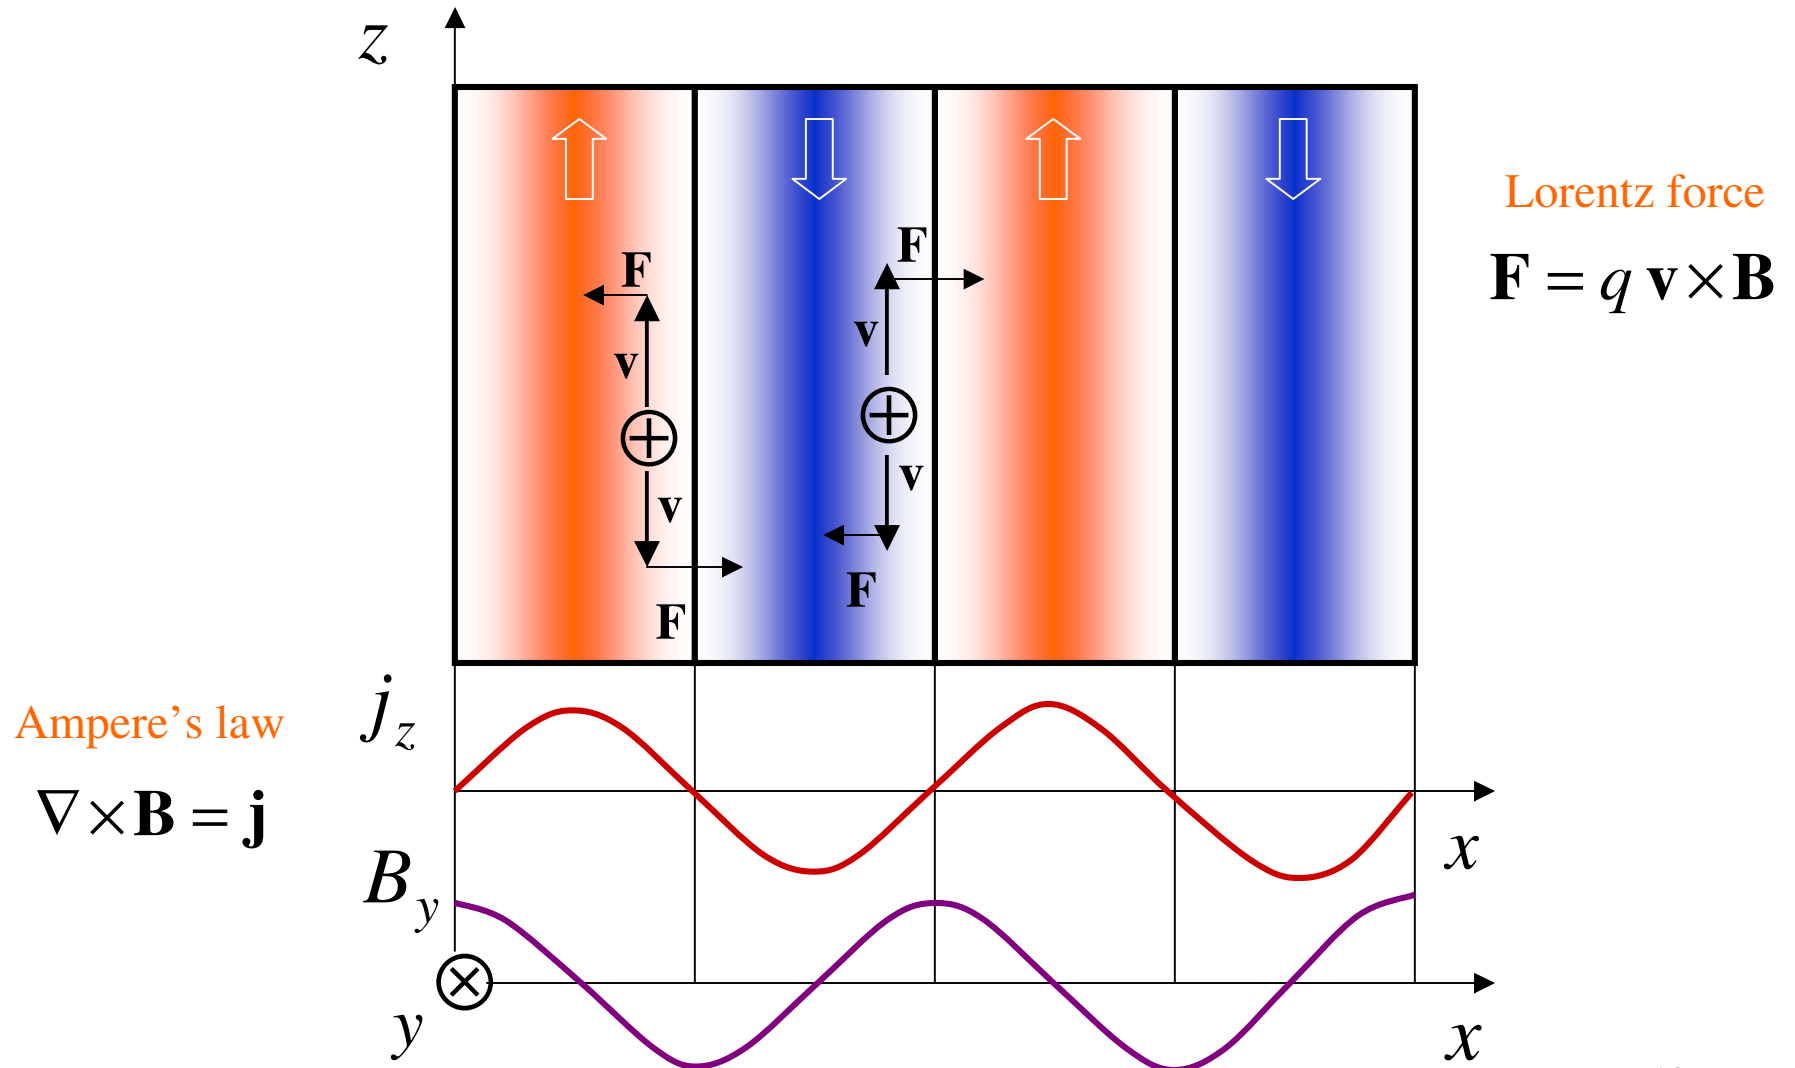 z
Lorentz force
F = q v×B
F
F
v
v
v
v
F
F
j_z
Ampere's law
∇×B = j
x
B_y
y
x